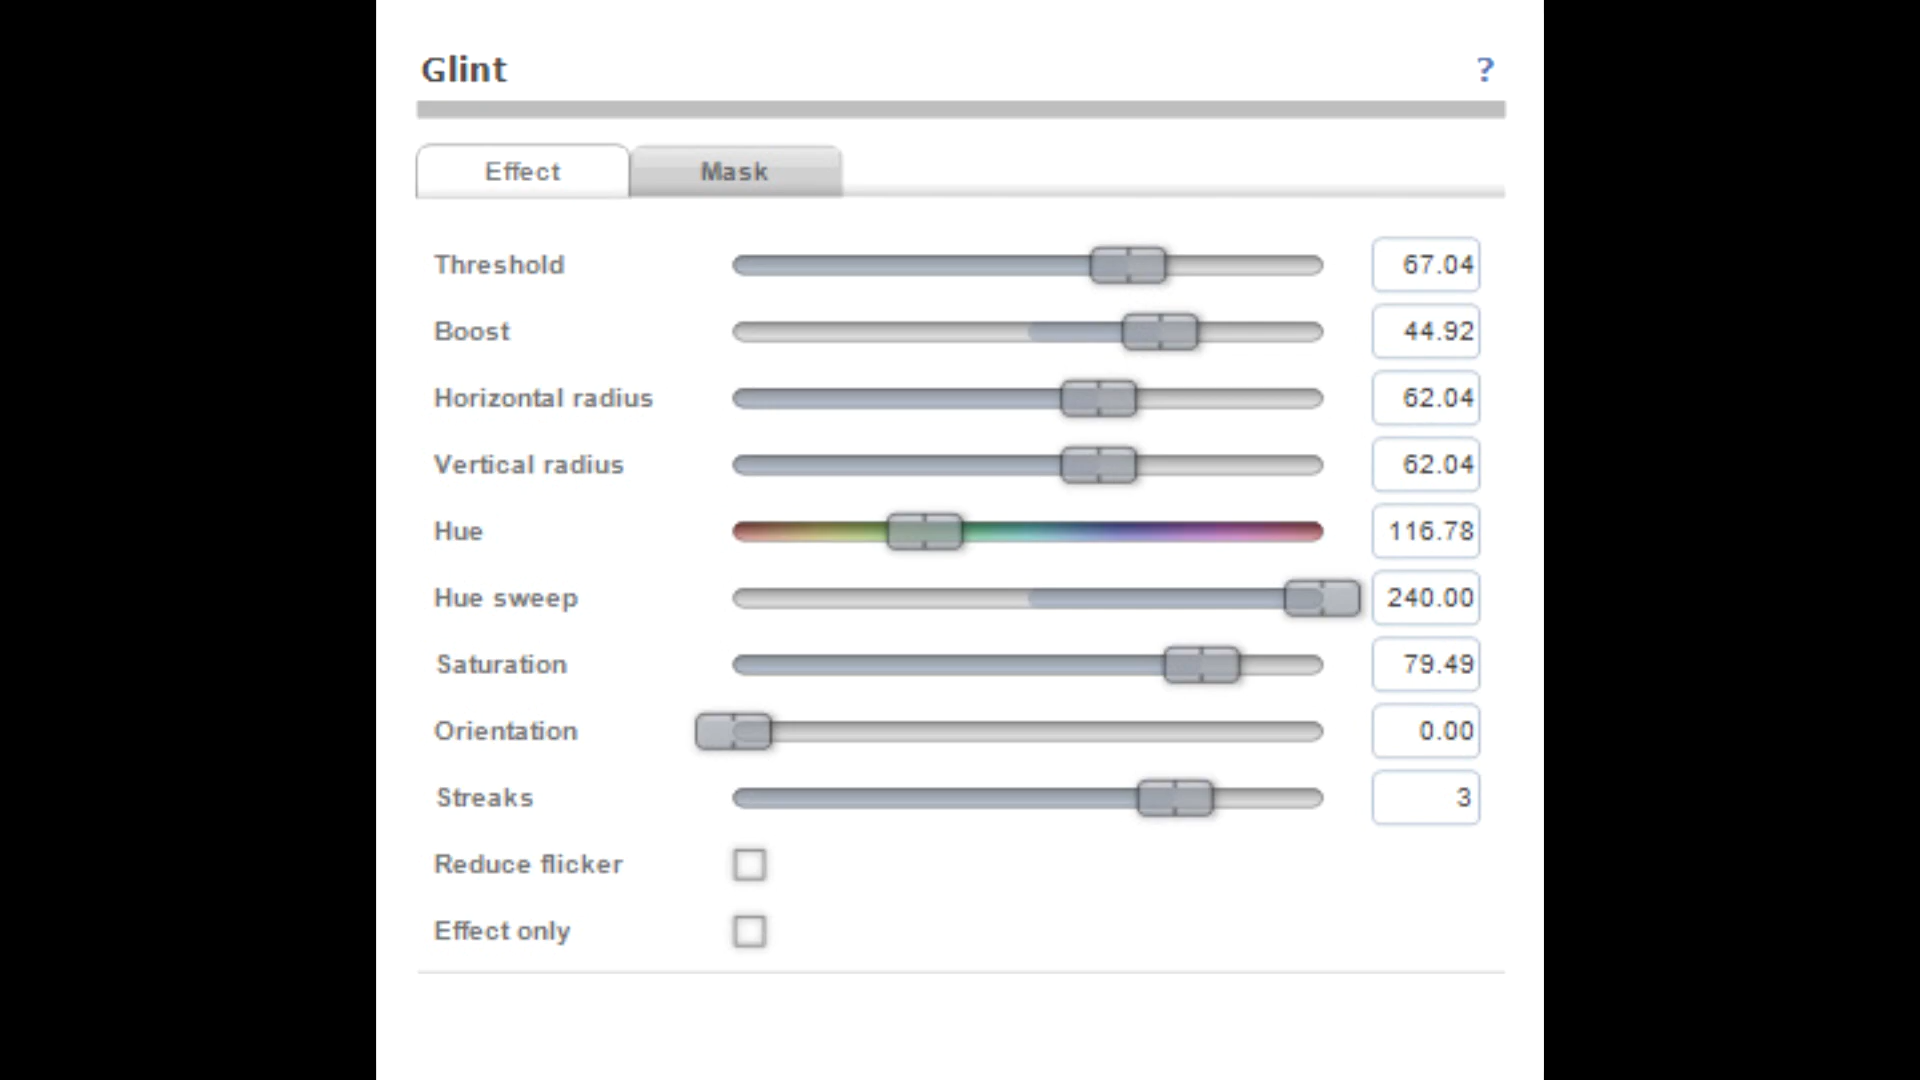 Glint ?
Effect Mask
Threshold 67.04
Boost 44.92
Horizontal radius 62.04
Vertical radius 62.04
Hue 116.78
Hue sweep 240.00
Saturation 79.49
Orientation 0.00
Streaks 3
Reduce flicker
Effect only